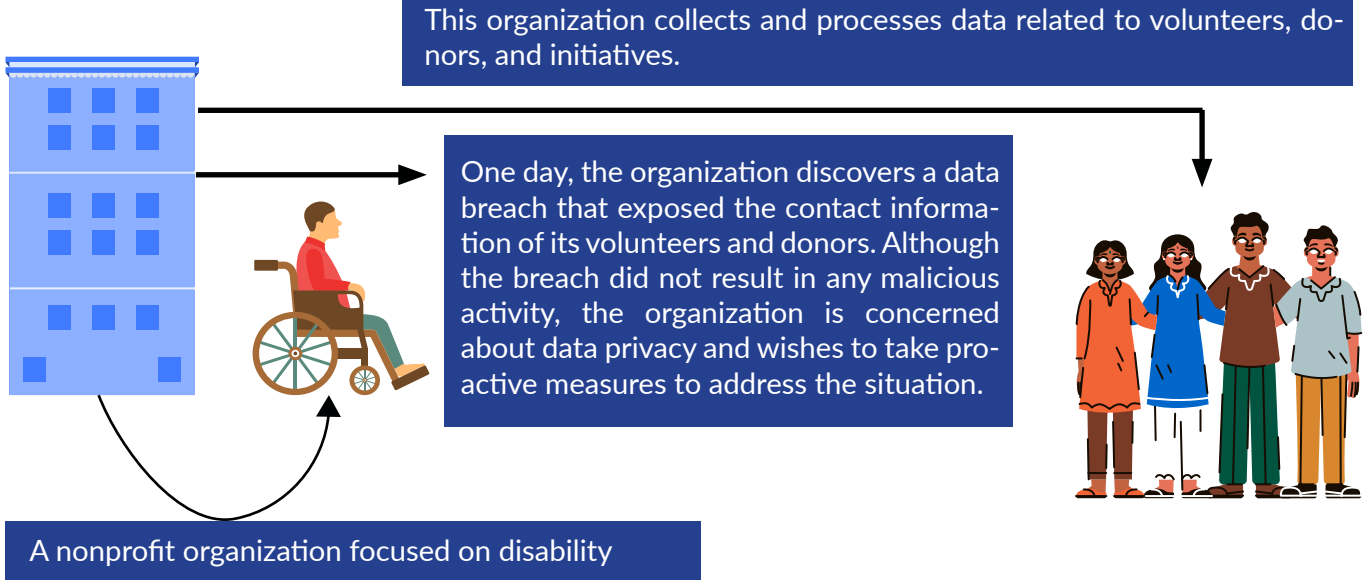 This organization collects and processes data related to volunteers, do-
nors, and initiatives.
One day, the organization discovers a data
breach that exposed the contact informa-
tion of its volunteers and donors. Although
the breach did not result in any malicious
activity, the organization is concerned
about data privacy and wishes to take pro-
active measures to address the situation.
A nonprofit organization focused on disability